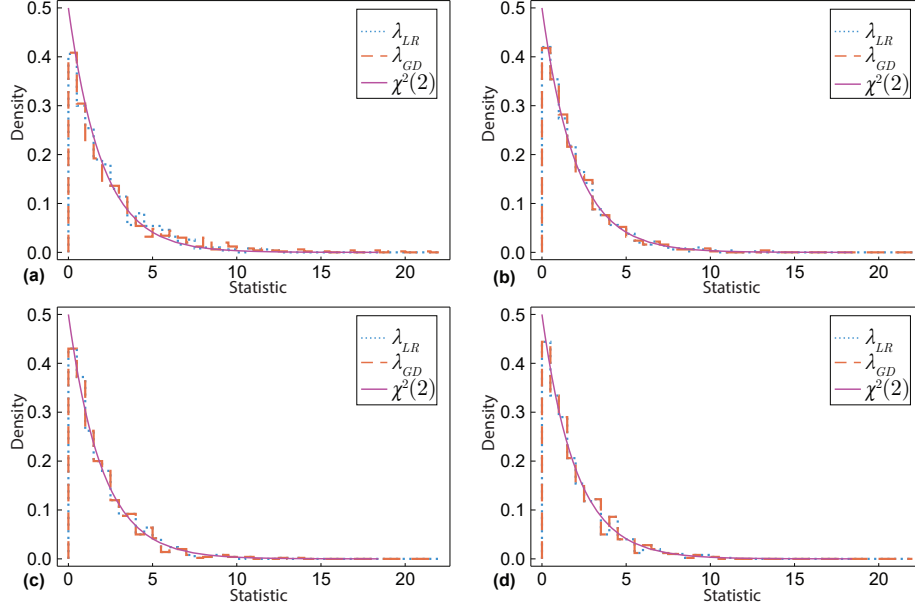 0.5
0.4
0.3
0.2
0.1
0.0
Density
λ_LR
λ_GD
χ²(2)
0 5 10 15 20
(a)
Statistic
0.5
0.4
0.3
0.2
0.1
0.0
Density
λ_LR
λ_GD
χ²(2)
0 5 10 15 20
(b)
Statistic
0.5
0.4
0.3
0.2
0.1
0.0
Density
λ_LR
λ_GD
χ²(2)
0 5 10 15 20
(c)
Statistic
0.5
0.4
0.3
0.2
0.1
0.0
Density
λ_LR
λ_GD
χ²(2)
0 5 10 15 20
(d)
Statistic